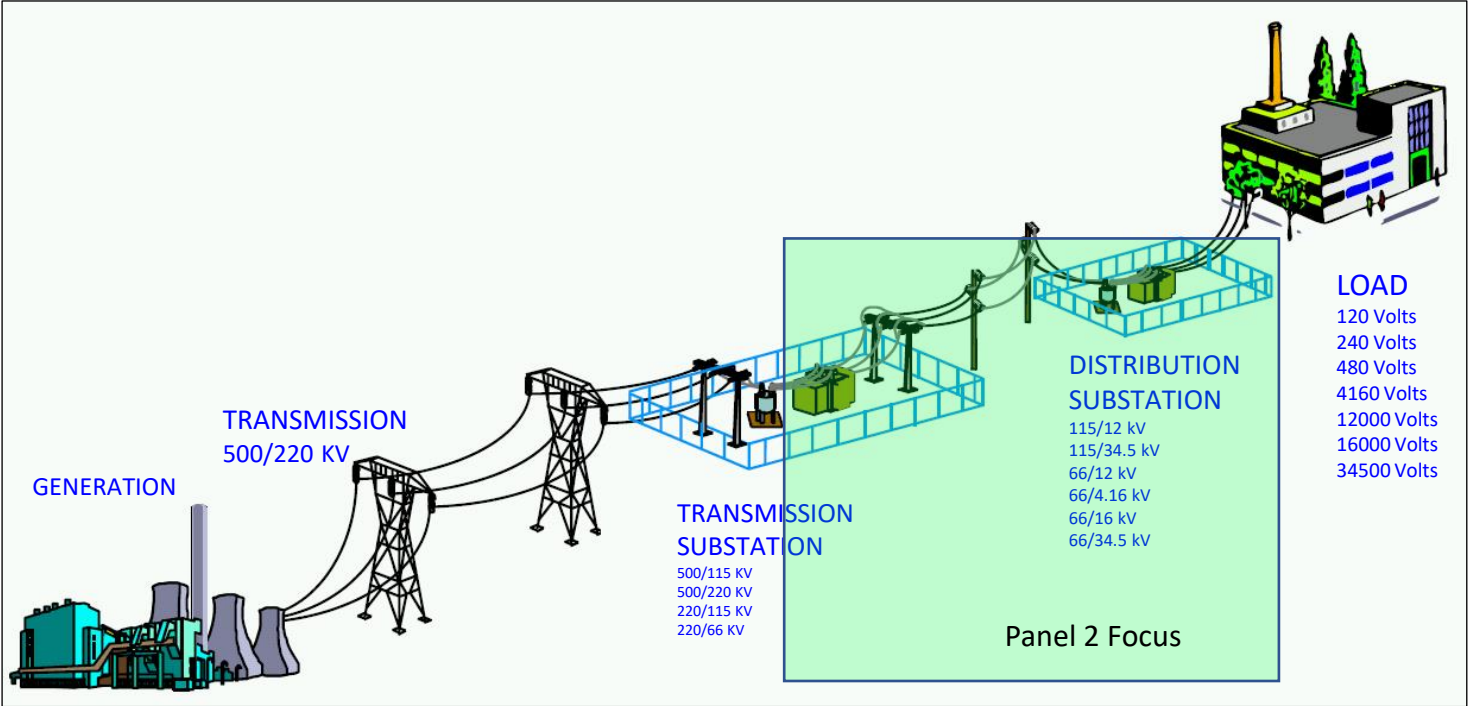 GENERATION
TRANSMISSION
500/220 KV
TRANSMISSION
SUBSTATION
500/115 KV
500/220 KV
220/115 KV
220/66 KV
DISTRIBUTION
SUBSTATION
115/12 kV
115/34.5 kV
66/12 kV
66/4.16 kV
66/16 kV
66/34.5 kV
Panel 2 Focus
LOAD
120 Volts
240 Volts
480 Volts
4160 Volts
12000 Volts
16000 Volts
34500 Volts